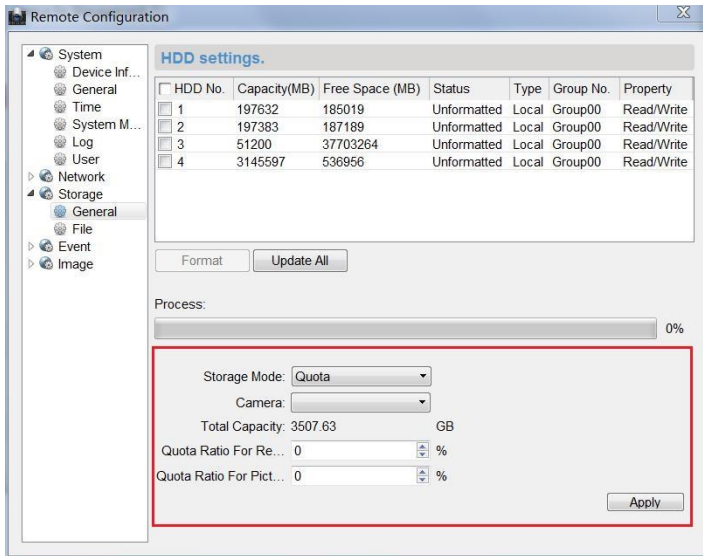 Remote Configuration
System
Device Inf...
General
Time
System M...
Log
User
Network
Storage
General
File
Event
Image
HDD settings.
HDD No. Capacity(MB) Free Space (MB) Status Type Group No. Property
1 197632 185019 Unformatted Local Group00 Read/Write
2 197383 187189 Unformatted Local Group00 Read/Write
3 51200 37703264 Unformatted Local Group00 Read/Write
4 3145597 536956 Unformatted Local Group00 Read/Write
Format Update All
Process:
0%
Storage Mode: Quota
Camera:
Total Capacity: 3507.63 GB
Quota Ratio For Re... 0 %
Quota Ratio For Pict... 0 %
Apply